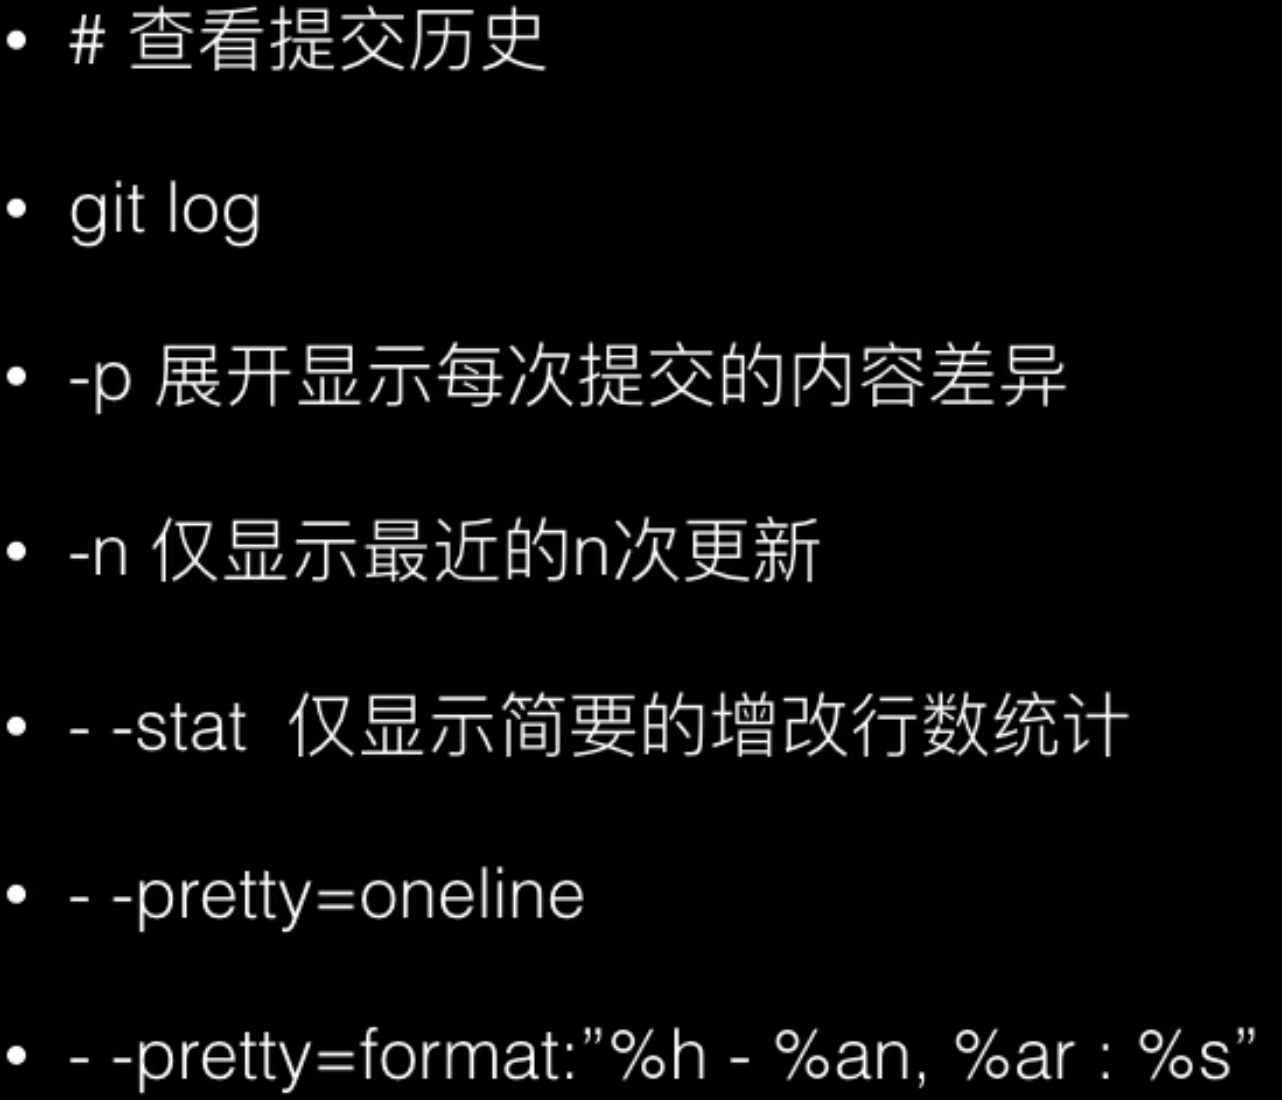 • # 查看提交历史
• git log
• -p 展开显示每次提交的内容差异
• -n 仅显示最近的n次更新
• - -stat  仅显示简要的增改行数统计
• - -pretty=oneline
• - -pretty=format:”%h - %an, %ar : %s”